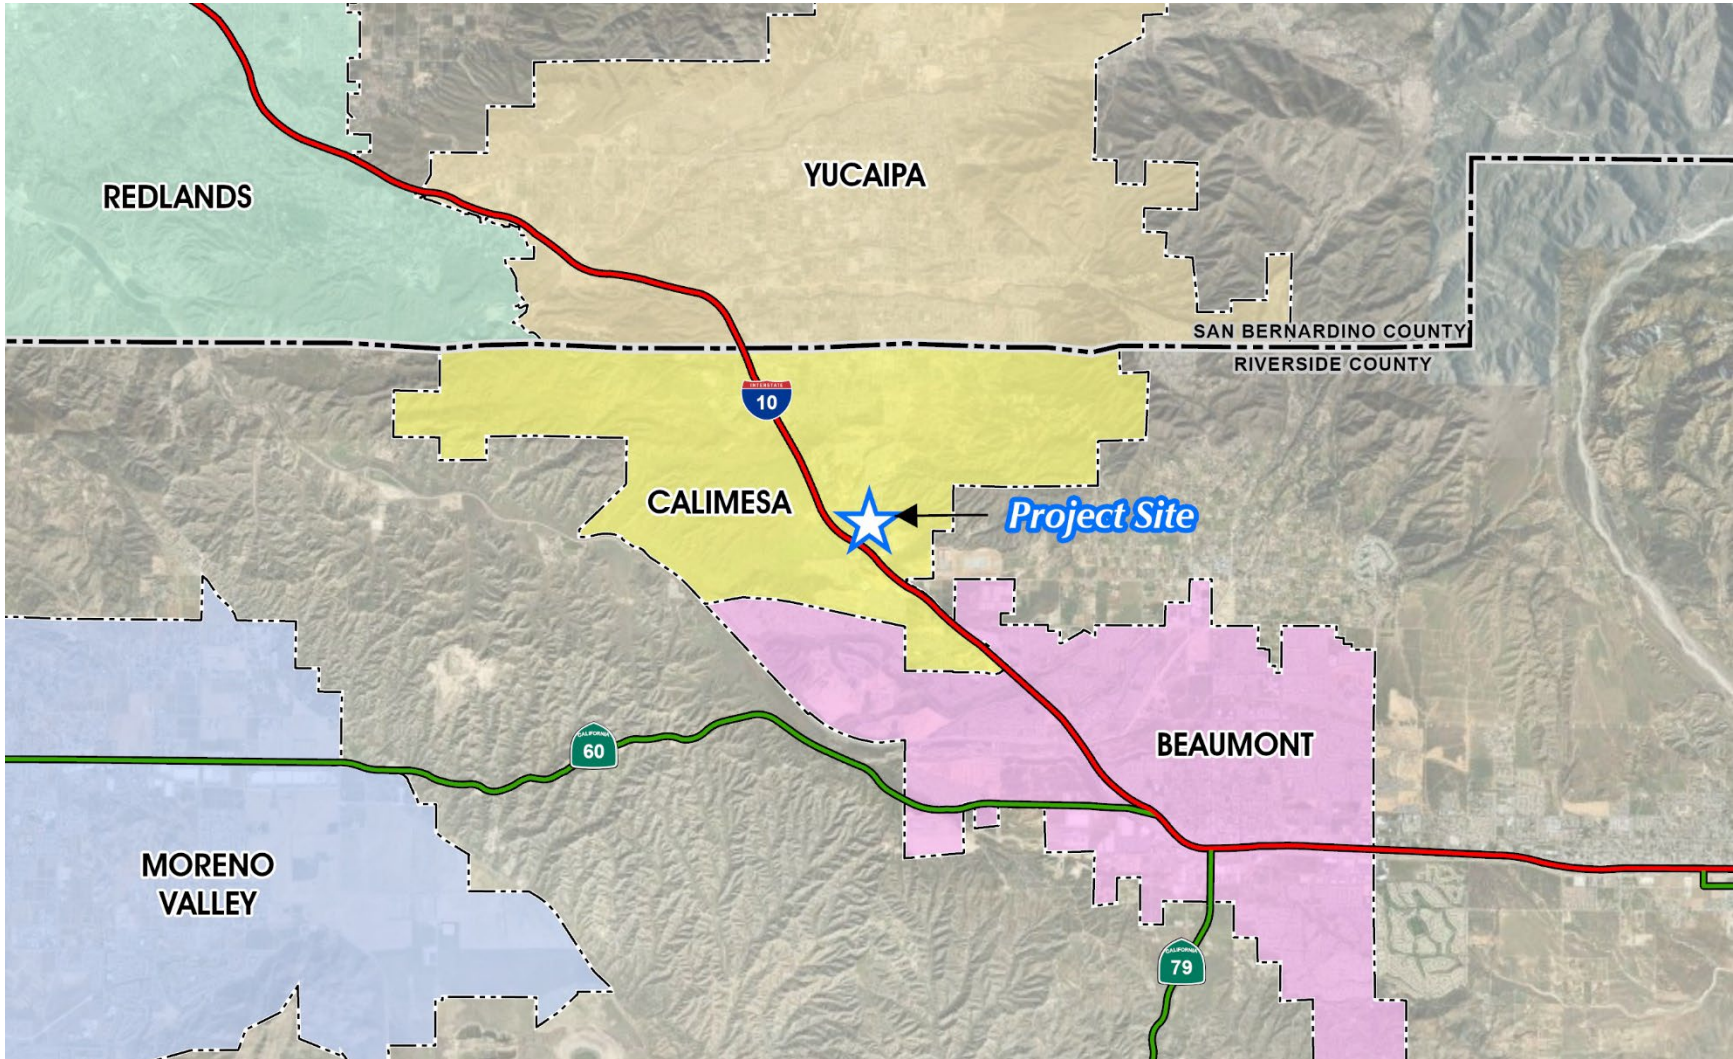 YUCAIPA
REDLANDS
SAN BERNARDINO COUNTY
RIVERSIDE COUNTY
INTERSTATE
10
CALIMESA
Project Site
CALIFORNIA
60
BEAUMONT
MORENO
VALLEY
CALIFORNIA
79